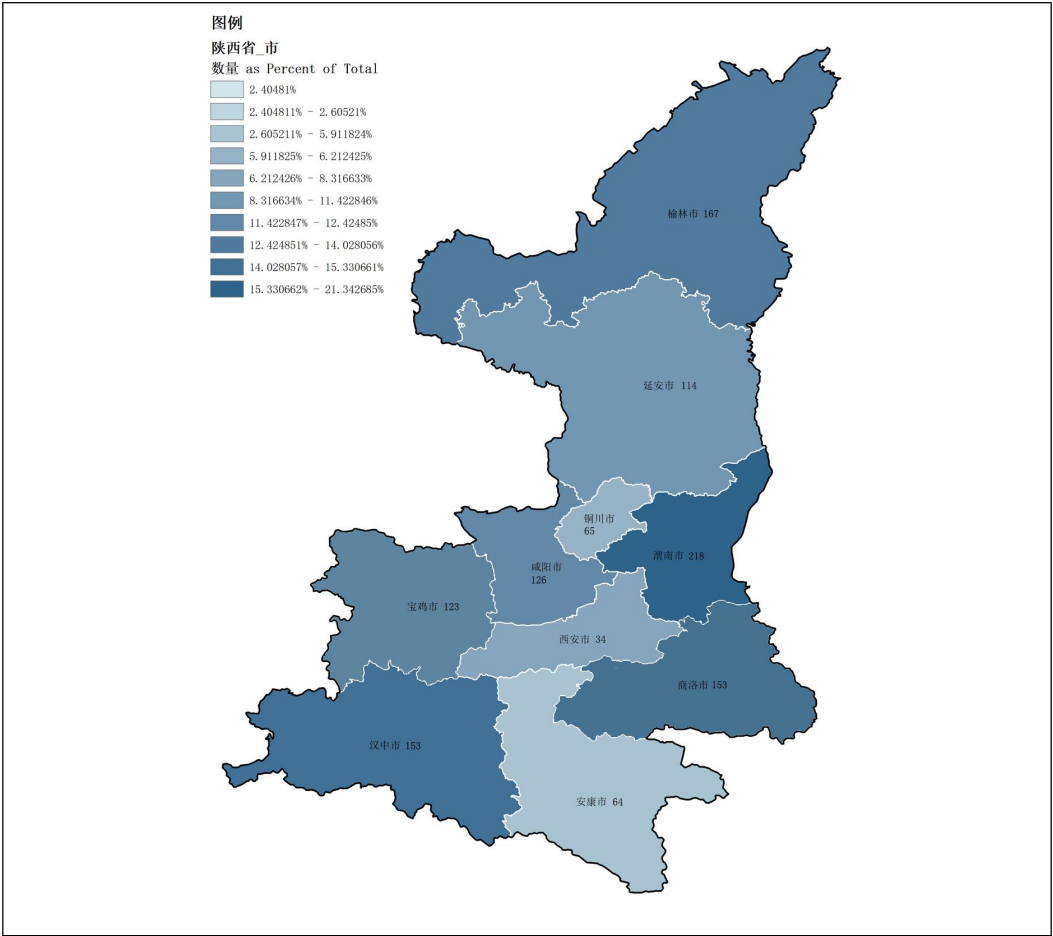 图例
陕西省_市
数量 as Percent of Total
2.40481%
2.404811% - 2.60521%
2.605211% - 5.911824%
5.911825% - 6.212425%
6.212426% - 8.316633%
8.316634% - 11.422846%
11.422847% - 12.42485%
12.424851% - 14.028056%
14.028057% - 15.330661%
15.330662% - 21.342685%
榆林市 167
延安市 114
铜川市
65
渭南市 218
咸阳市
126
宝鸡市 123
西安市 34
商洛市 153
汉中市 153
安康市 64